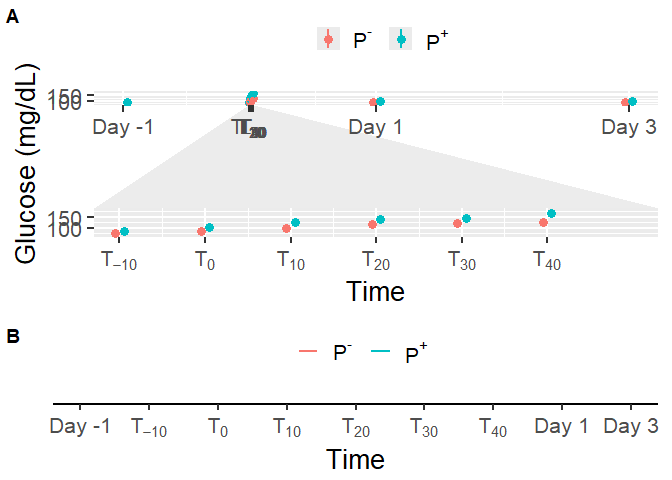 A
P⁻ P⁺
Glucose (mg/dL)
150
100
Day -1 Day 1 Day 3
150
100
T₋₁₀ T₀ T₁₀ T₂₀ T₃₀ T₄₀
Time
B
P⁻ P⁺
Day -1 T₋₁₀ T₀ T₁₀ T₂₀ T₃₀ T₄₀ Day 1 Day 3
Time